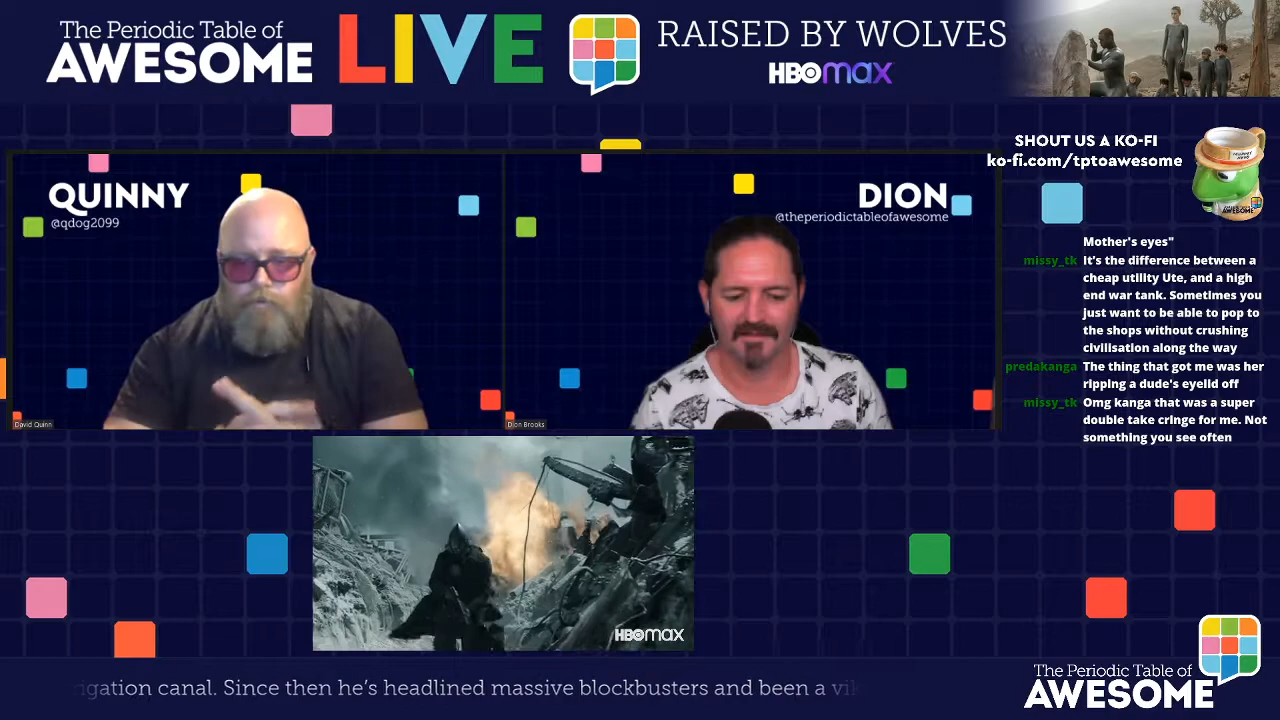 The Periodic Table of
AWESOME
LIVE
RAISED BY WOLVES
HBO max
SHOUT US A KO-FI
ko-fi.com/tptoawesome
AWESOME
QUINNY
@qdog2099
DION
@theperiodictableofawesome
Mother's eyes"
missy_tk It's the difference between a
cheap utility Ute, and a high
end war tank. Sometimes you
just want to be able to pop to
the shops without crushing
civilisation along the way
predakanga The thing that got me was her
ripping a dude's eyelid off
missy_tk Omg kanga that was a super
double take cringe for me. Not
something you see often
David Quinn
Dion Brooks
HBO max
canal. Since then he's headlined massive blockbusters and been a
The Periodic Table of
AWESOME